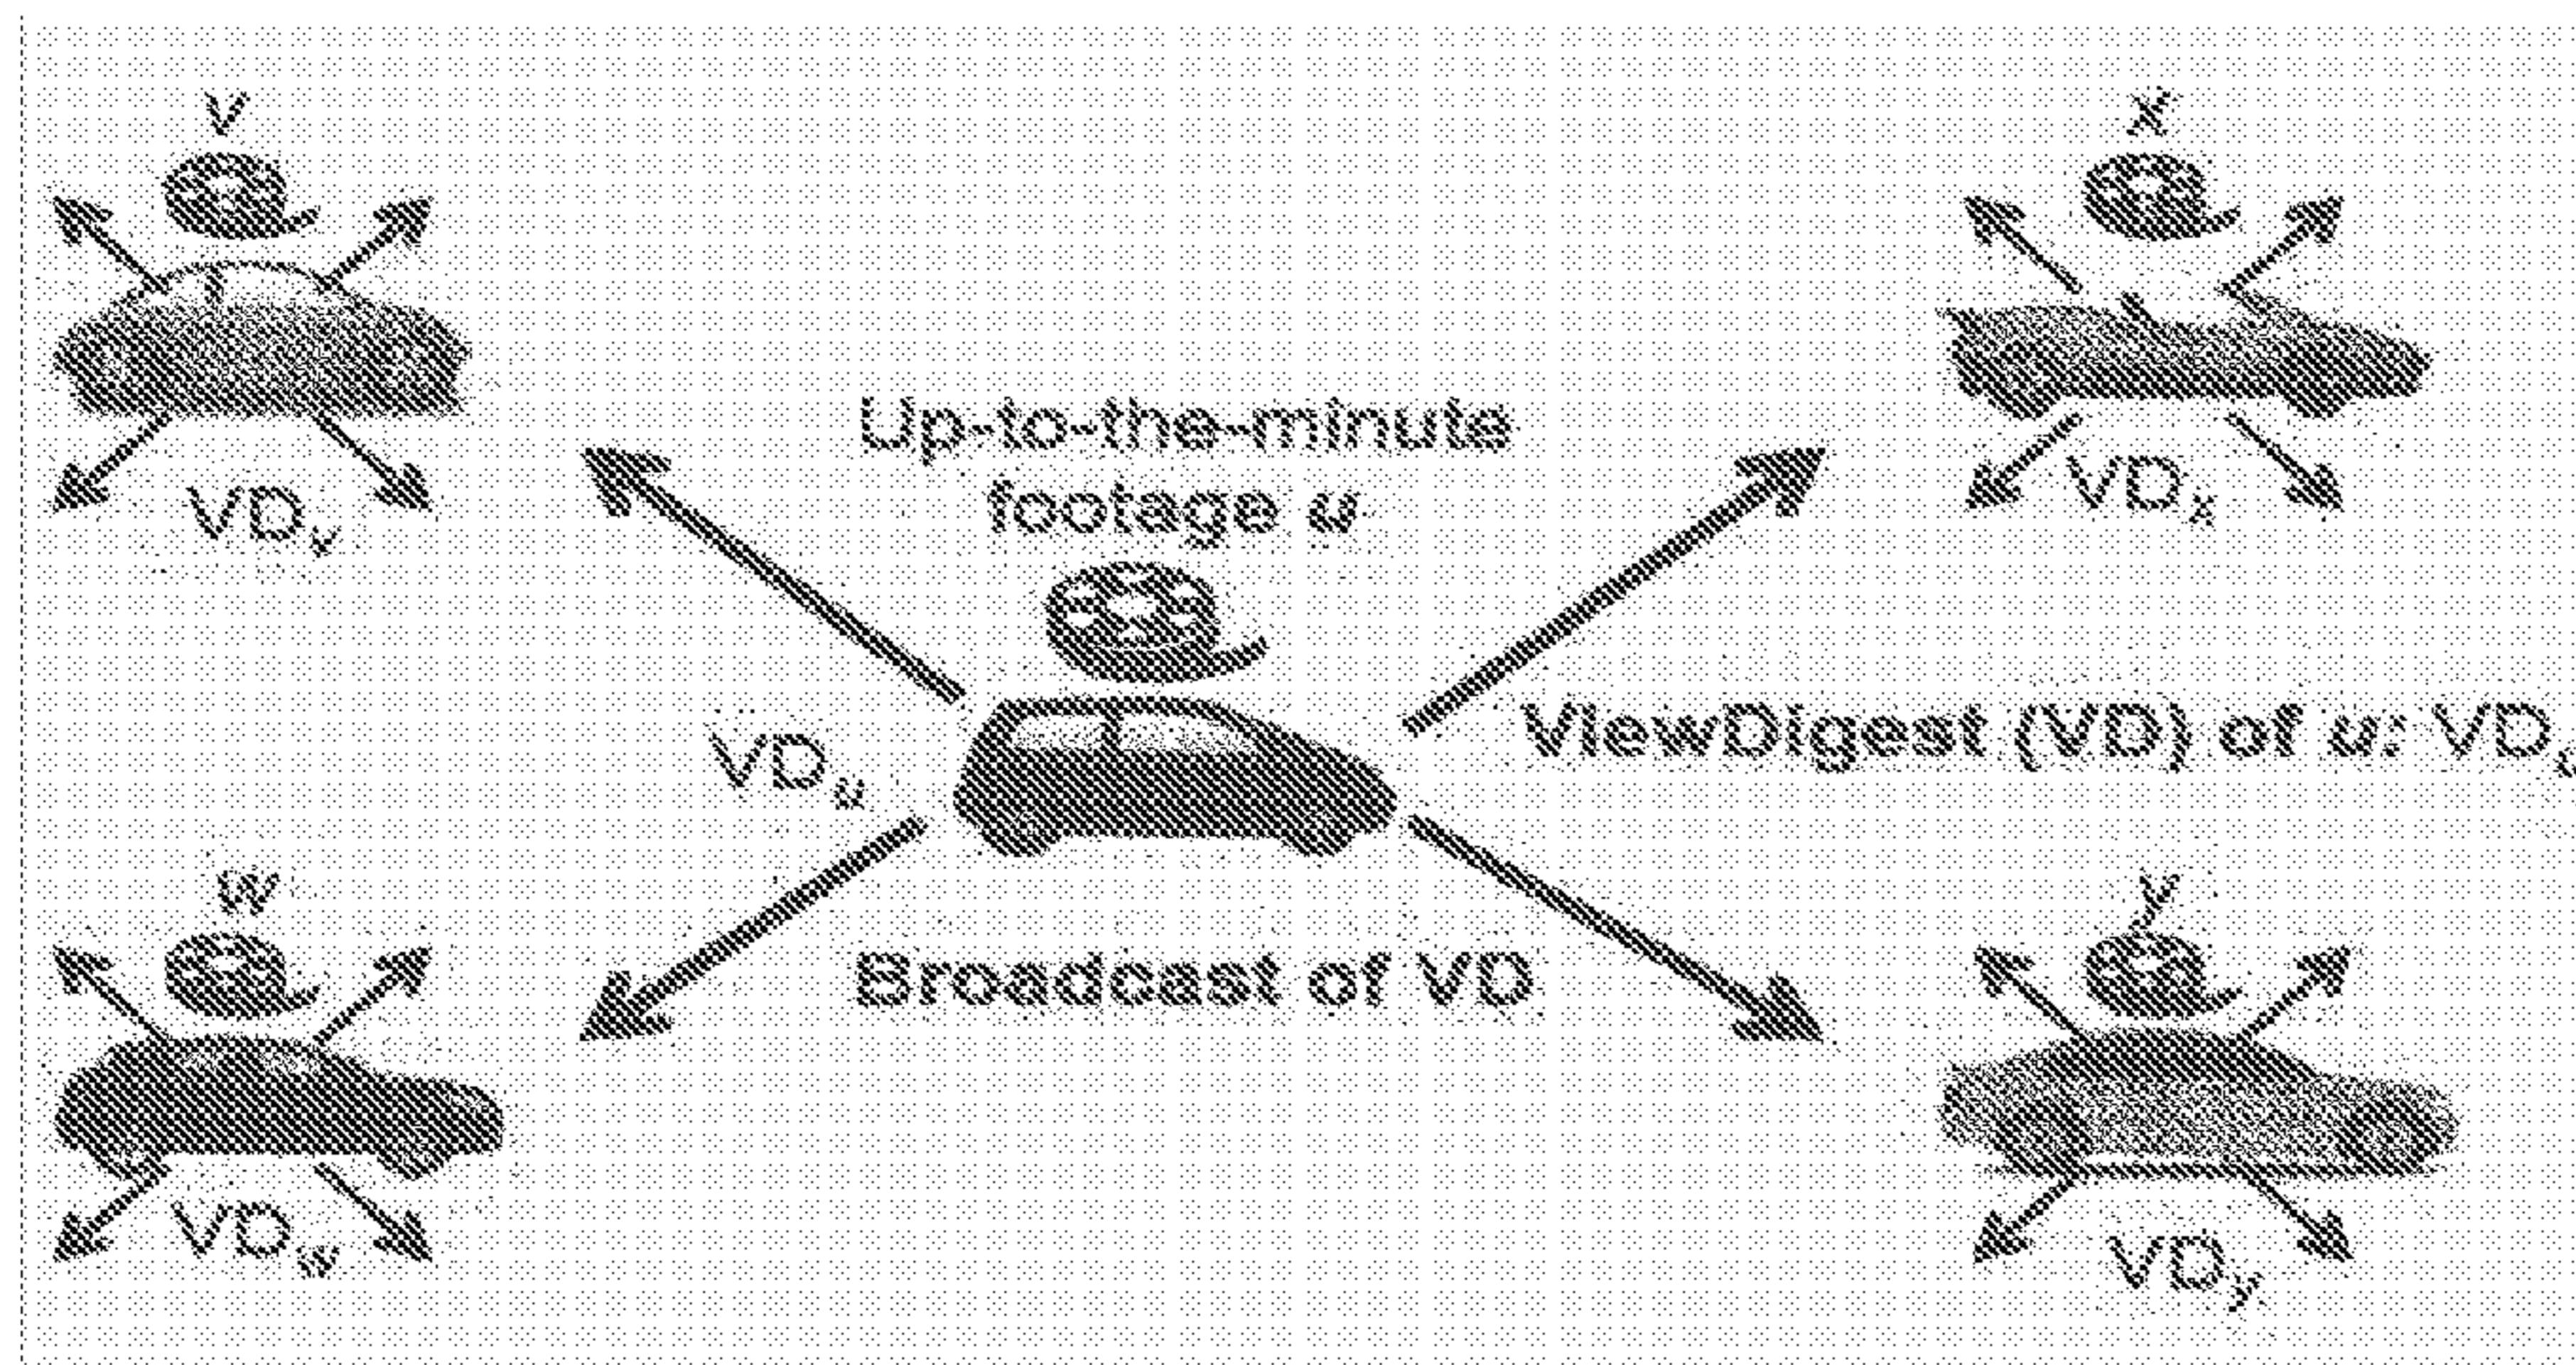 v
x
Up-to-the-minute
footage u
VD_v
VD_x
VD_u
ViewDigest (VD) of u: VD_u
w
y
Broadcast of VD
VD_w
VD_y